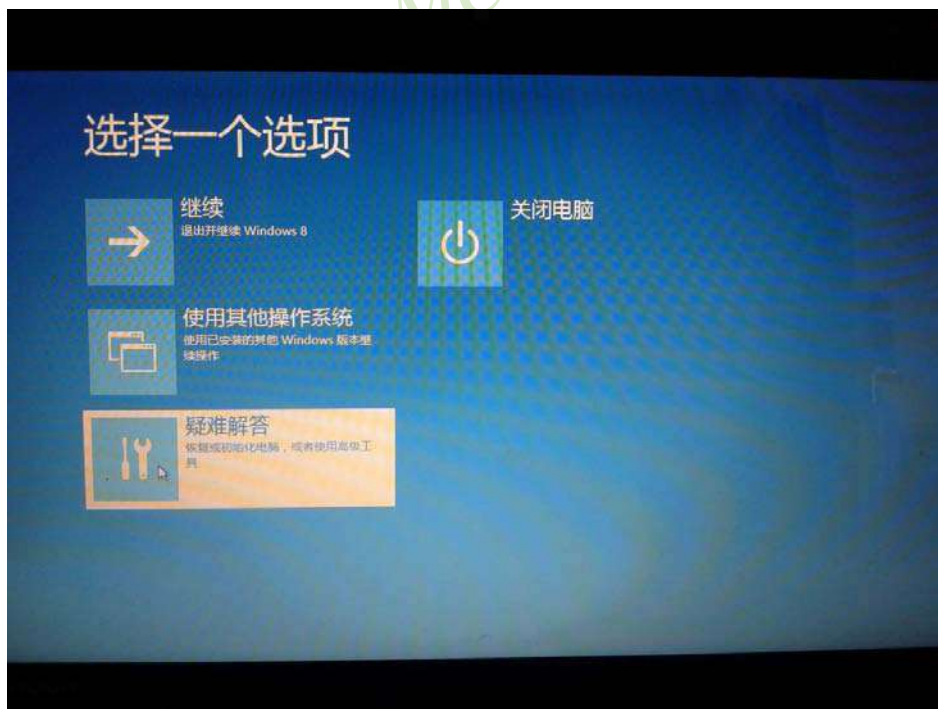 选择一个选项
继续
退出并继续 Windows 8
关闭电脑
使用其他操作系统
使用已安装的其他 Windows 版本继
续操作
疑难解答
恢复或初始化电脑，或者使用高级工
具